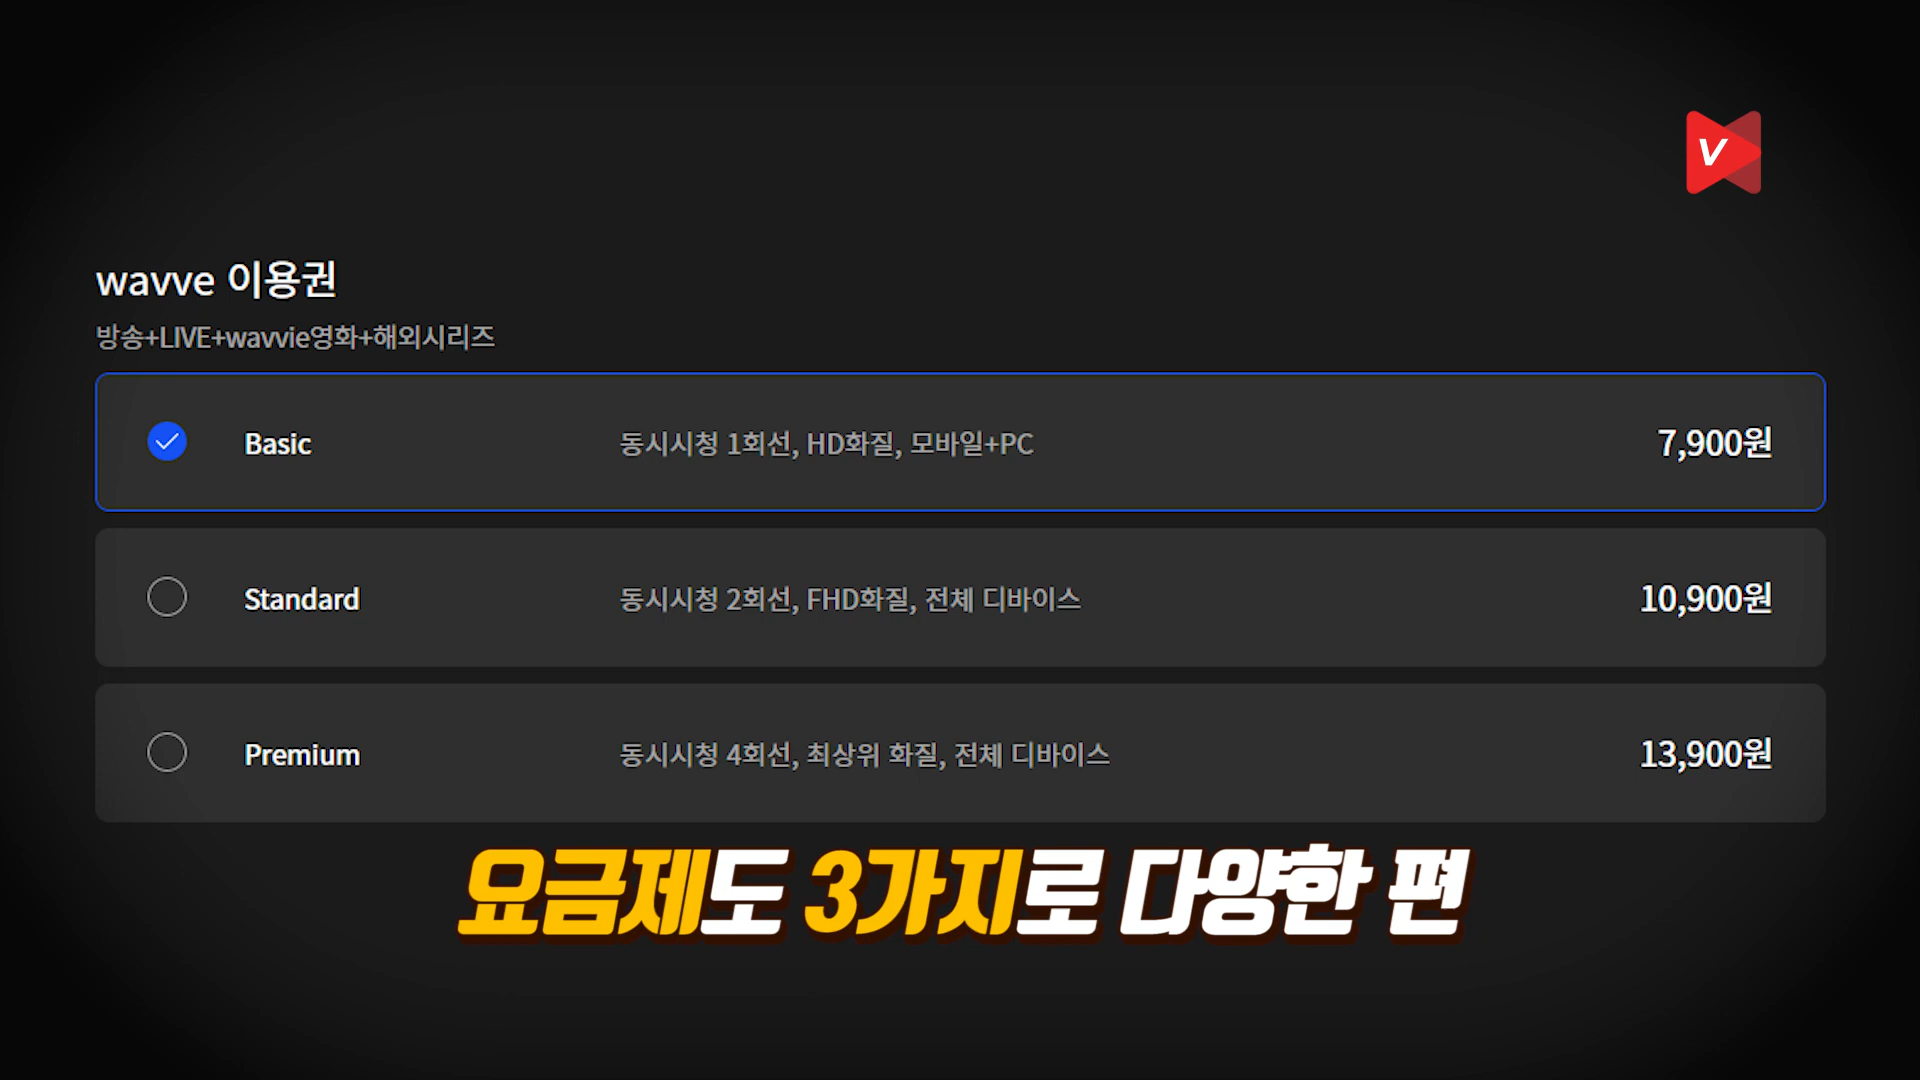 V
wavve 이용권
방송+LIVE+wavvie영화+해외시리즈
Basic 동시시청 1회선, HD화질, 모바일+PC 7,900원
Standard 동시시청 2회선, FHD화질, 전체 디바이스 10,900원
Premium 동시시청 4회선, 최상위 화질, 전체 디바이스 13,900원
요금제도 3가지로 다양한 편